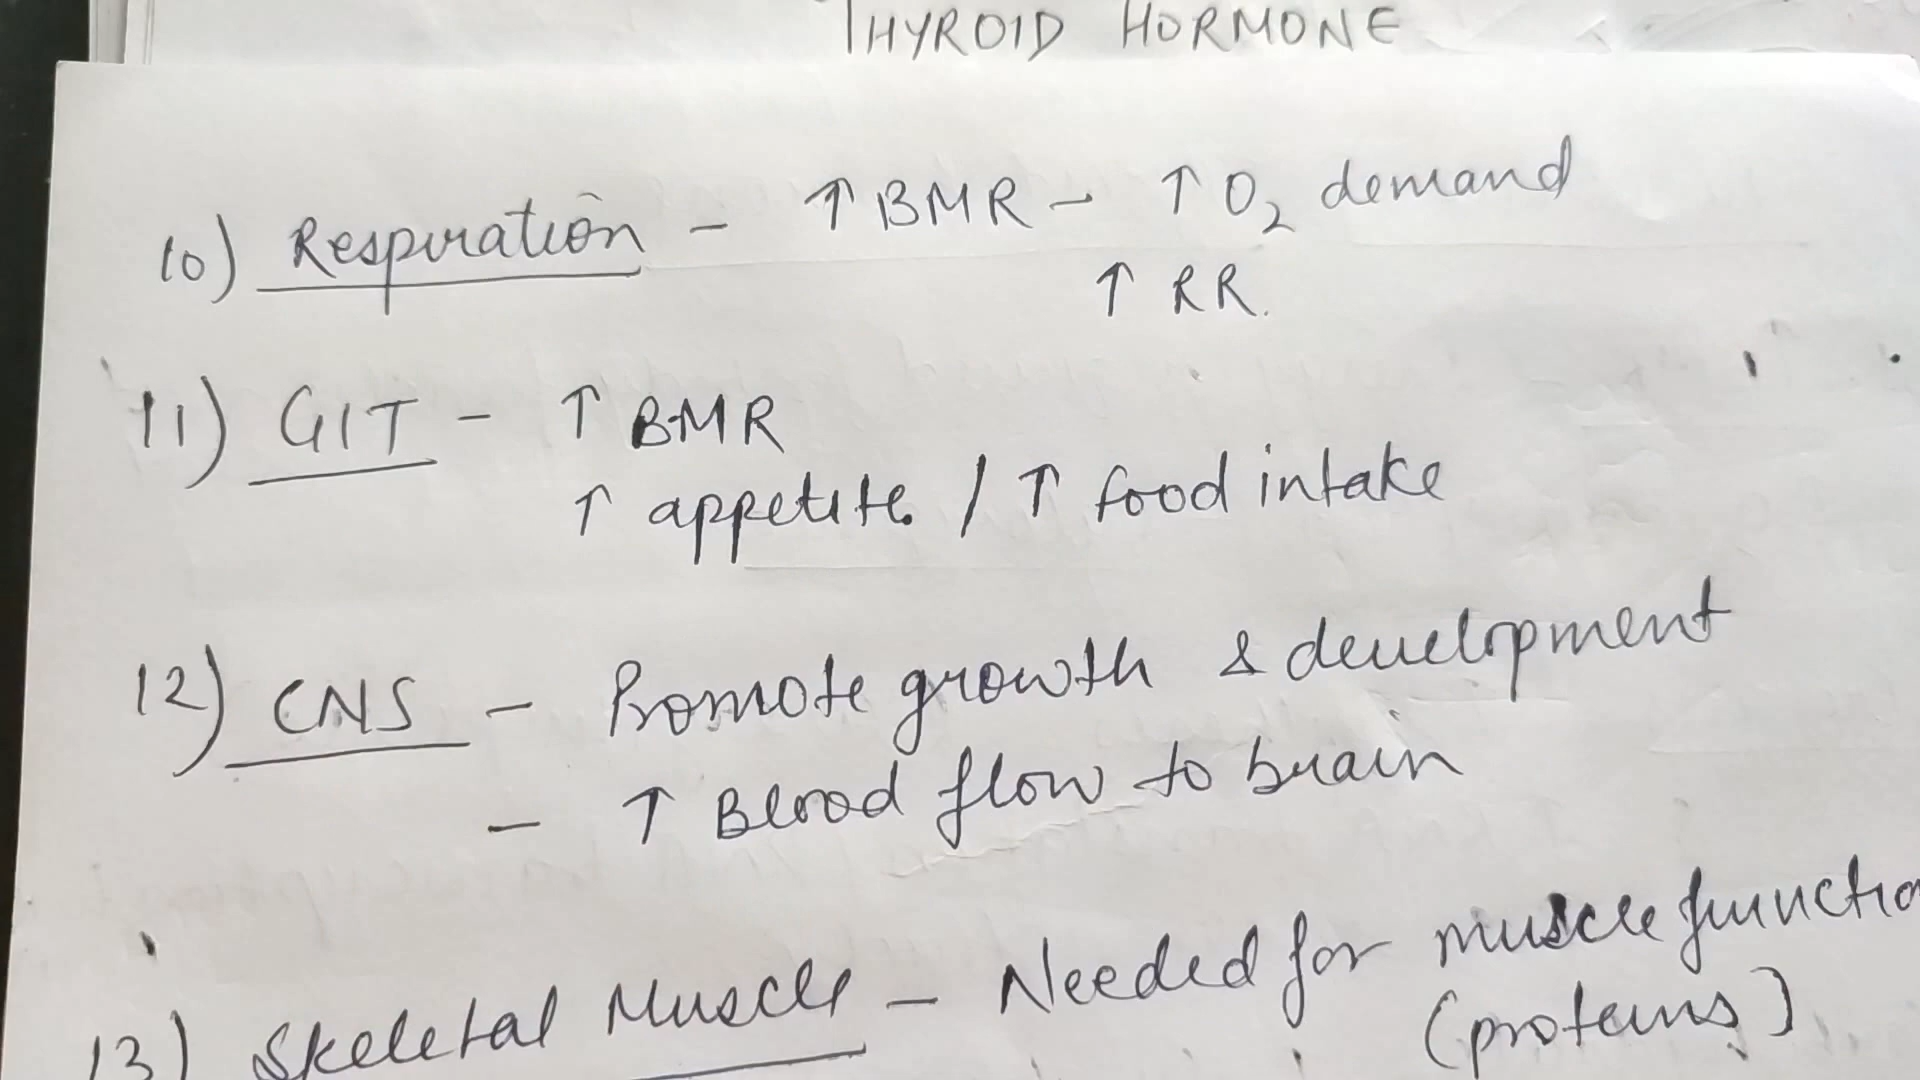 THYROID HORMONE
10) Respiration - ↑ BMR - ↑ O₂ demand
↑ RR.
11) GIT - ↑ BMR
↑ appetite / ↑ food intake
12) CNS - Promote growth & development
- ↑ Blood flow to brain
13) Skeletal Muscle - Needed for muscle functio
(proteins)